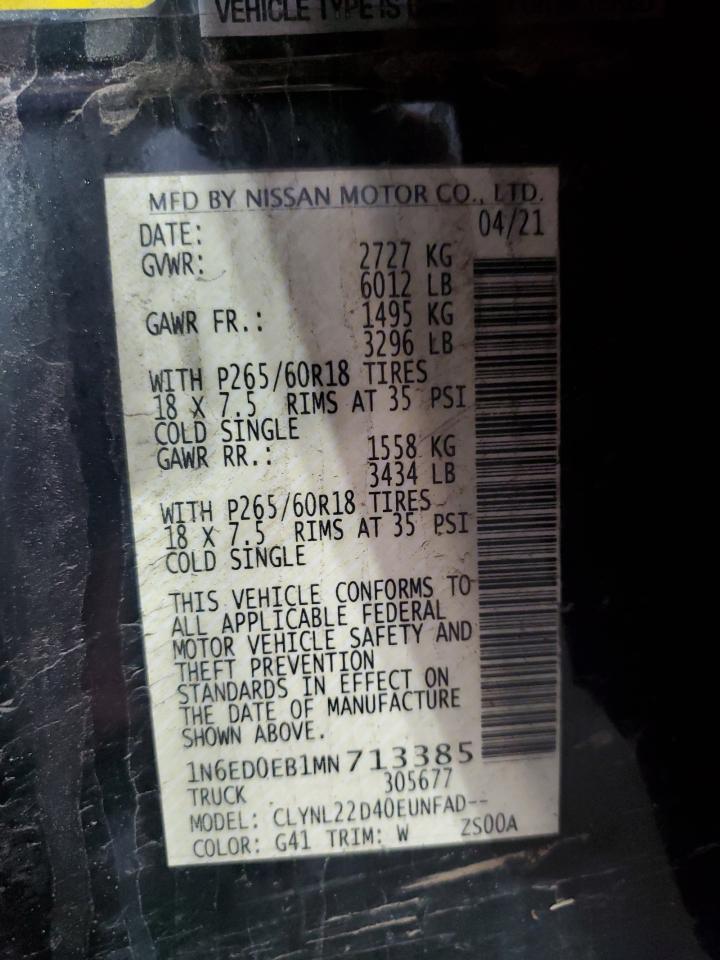 VEHICLE TYPE IS
MFD BY NISSAN MOTOR CO., LTD.
DATE: 04/21
GVWR: 2727 KG
6012 LB
GAWR FR.: 1495 KG
3296 LB
WITH P265/60R18 TIRES
18 X 7.5 RIMS AT 35 PSI
COLD SINGLE
GAWR RR.: 1558 KG
3434 LB
WITH P265/60R18 TIRES
18 X 7.5 RIMS AT 35 PSI
COLD SINGLE
THIS VEHICLE CONFORMS TO
ALL APPLICABLE FEDERAL
MOTOR VEHICLE SAFETY AND
THEFT PREVENTION
STANDARDS IN EFFECT ON
THE DATE OF MANUFACTURE
SHOWN ABOVE.
1N6ED0EB1MN713385
TRUCK 305677
MODEL: CLYNL22D40EUNFAD--
COLOR: G41 TRIM: W ZS00A